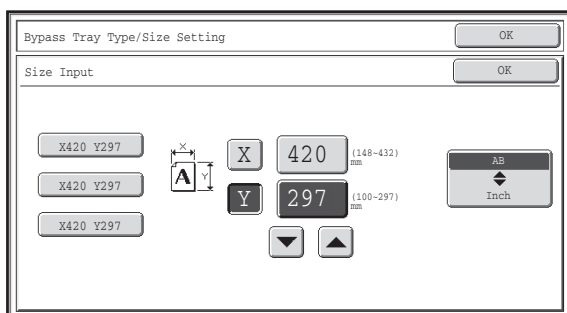 Bypass Tray Type/Size Setting OK
Size Input OK
X420 Y297
X420 Y297
X420 Y297
X
A Y
X 420 (148~432)
mm
Y 297 (100~297)
mm
AB
Inch